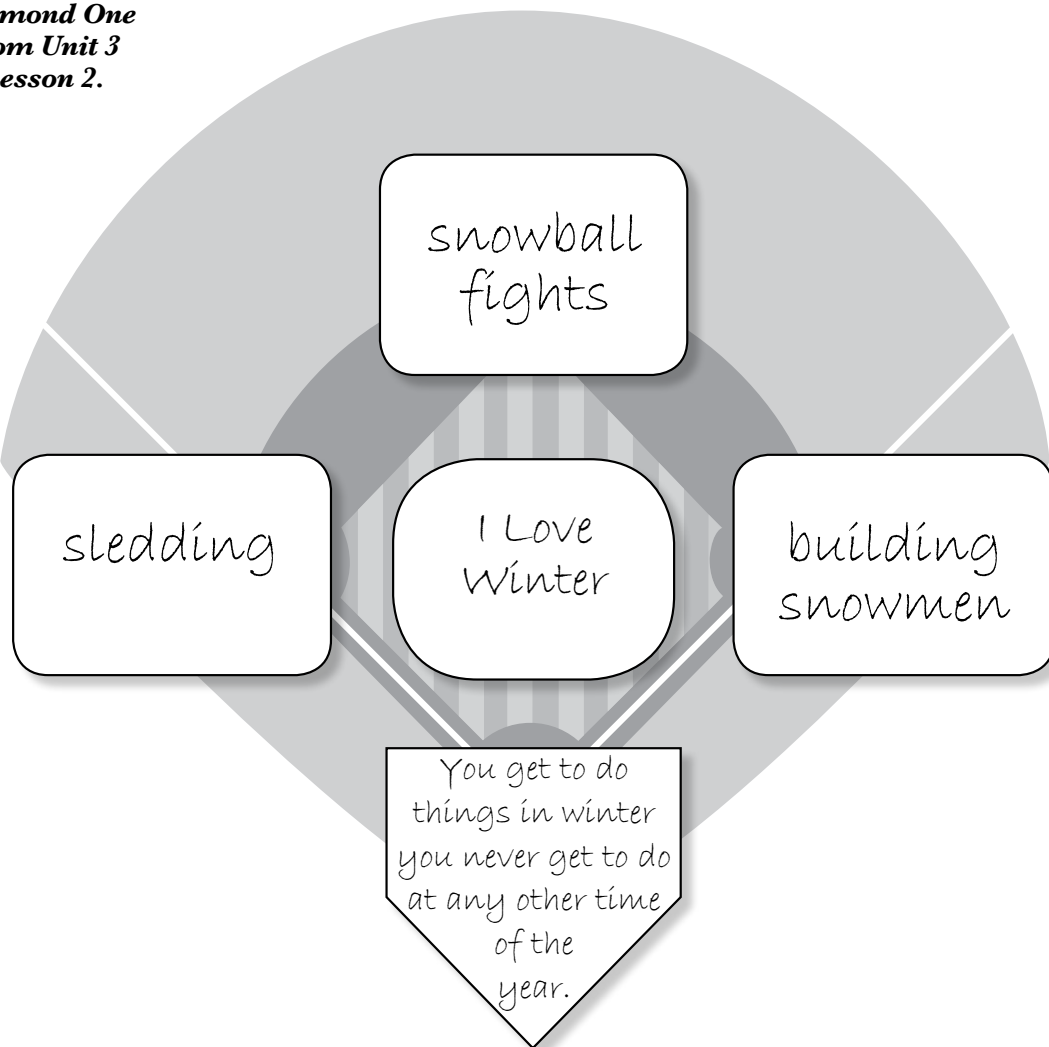 mond One
om Unit 3
esson 2.
snowball
fights
sledding
I Love
Winter
building
snowmen
You get to do
things in winter
you never get to do
at any other time
of the
year.